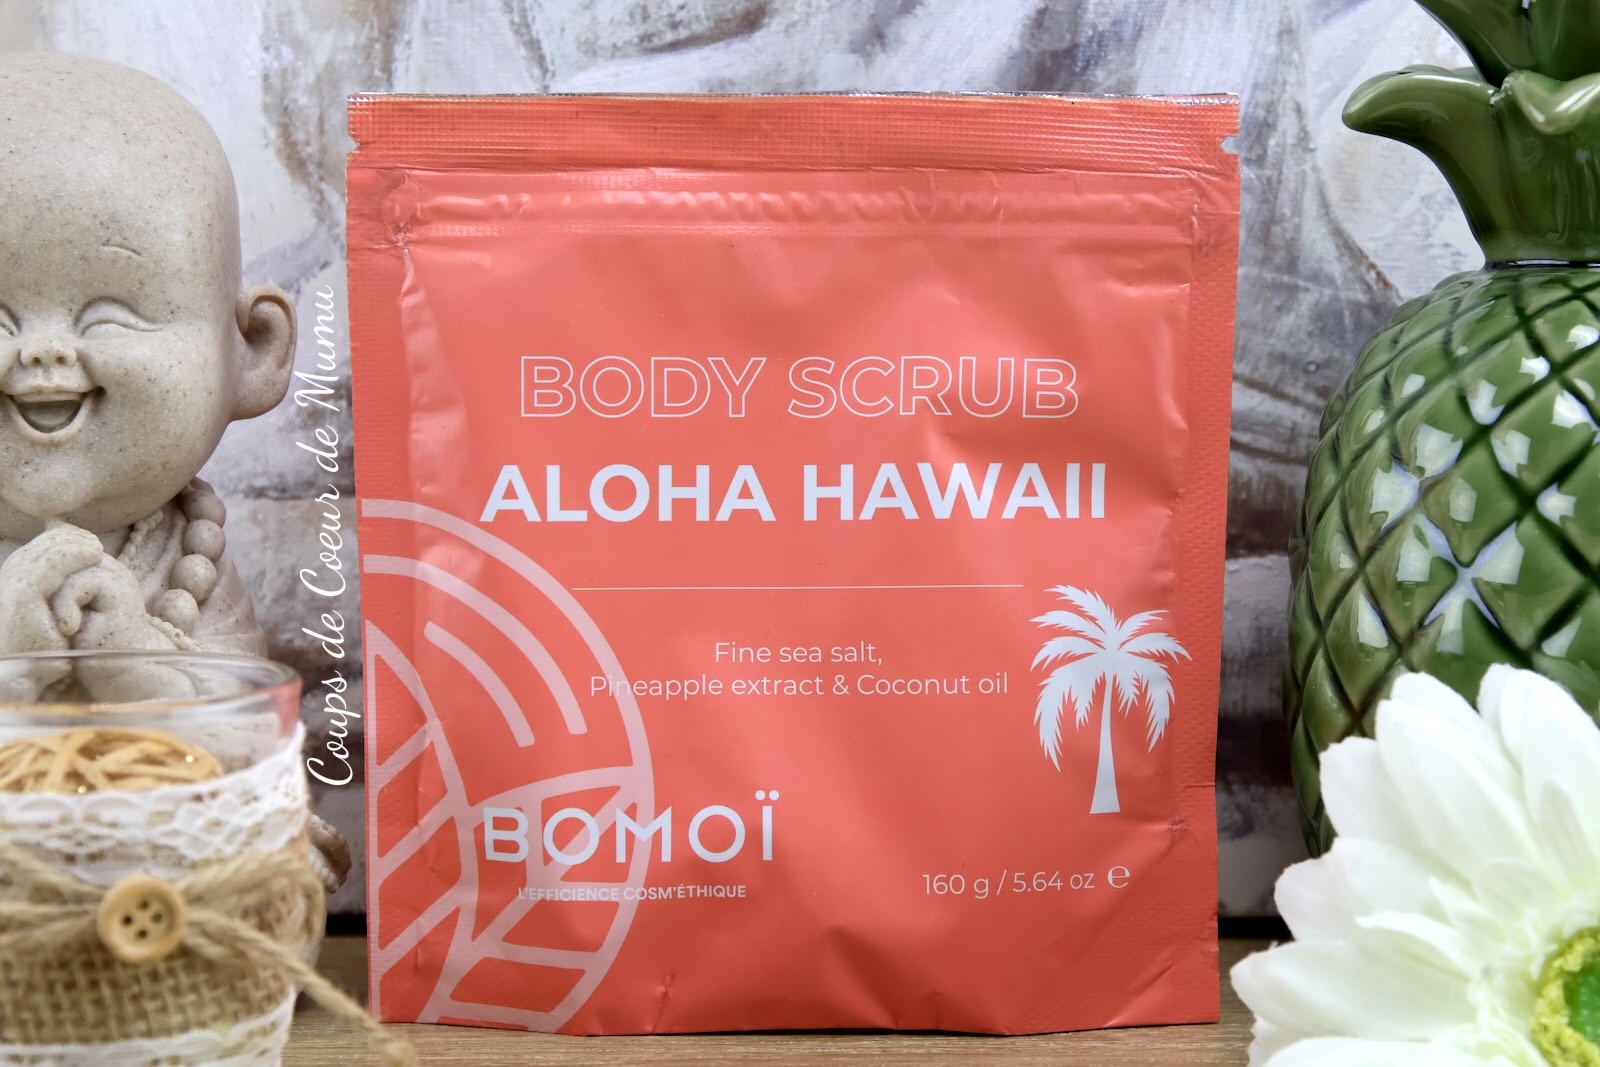 BODY SCRUB
ALOHA HAWAII
Fine sea salt,
Pineapple extract & Coconut oil
BOMOÏ
L'EFFICIENCE COSM'ÉTHIQUE
160 g / 5.64 oz ℮
Coups de Coeur de Mumu